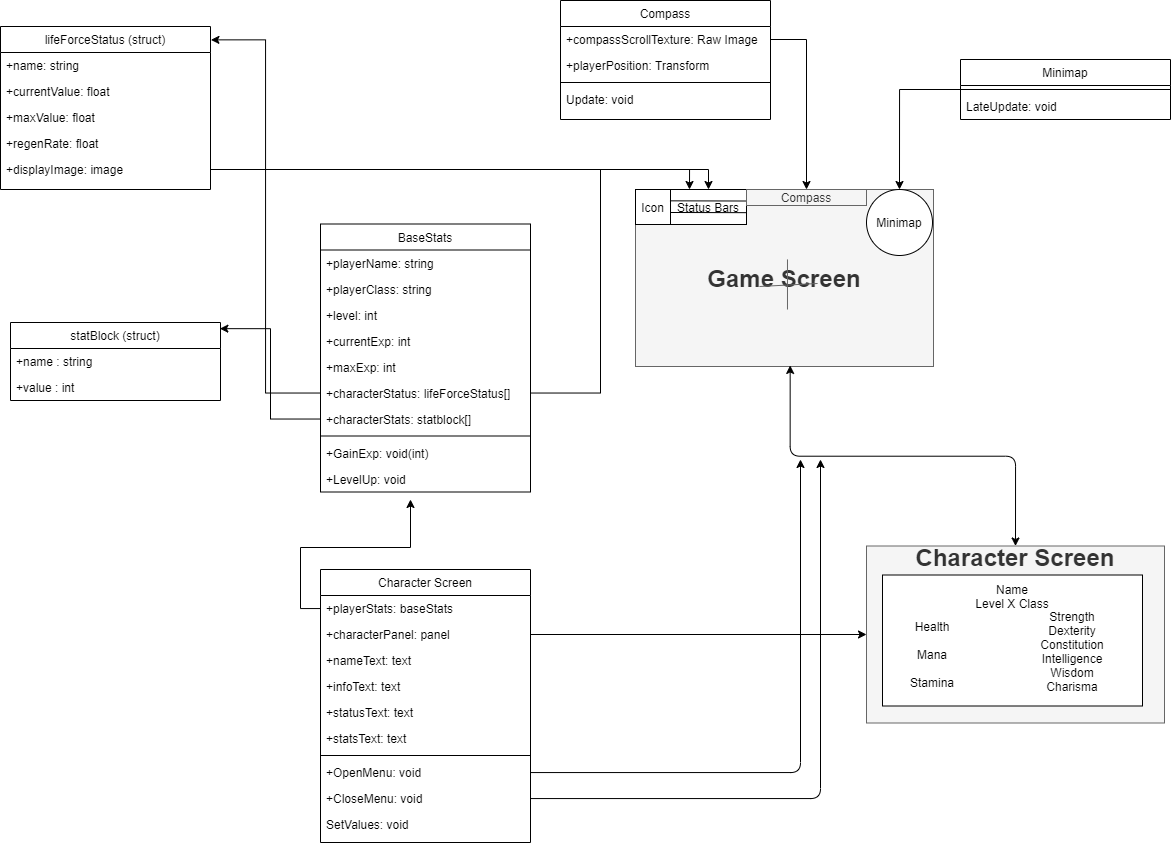 lifeForceStatus (struct)
+name: string
+currentValue: float
+maxValue: float
+regenRate: float
+displayImage: image
Compass
+compassScrollTexture: Raw Image
+playerPosition: Transform
Update: void
Minimap
LateUpdate: void
Icon
Status Bars
Compass
Minimap
Game Screen
BaseStats
+playerName: string
+playerClass: string
+level: int
+currentExp: int
+maxExp: int
+characterStatus: lifeForceStatus[]
+characterStats: statblock[]
+GainExp: void(int)
+LevelUp: void
statBlock (struct)
+name : string
+value : int
Character Screen
+playerStats: baseStats
+characterPanel: panel
+nameText: text
+infoText: text
+statusText: text
+statsText: text
+OpenMenu: void
+CloseMenu: void
SetValues: void
Character Screen
Name
Level X Class
Health
Mana
Stamina
Strength
Dexterity
Constitution
Intelligence
Wisdom
Charisma